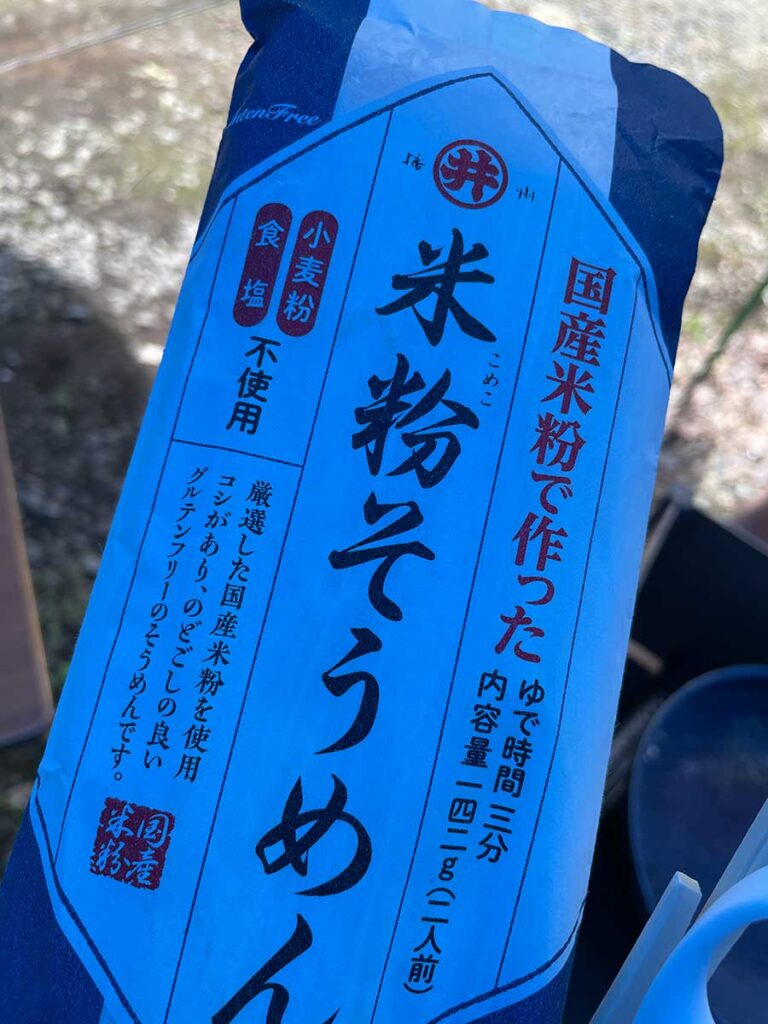 Gluten Free
播 井 州
国産米粉で作った
ゆで時間 三分
内容量 一四二g(二人前)
米粉そうめん
こめこ
小麦粉
食塩
不使用
厳選した国産米粉を使用
コシがあり、のどごしの良い
グルテンフリーのそうめんです。
国産
米粉